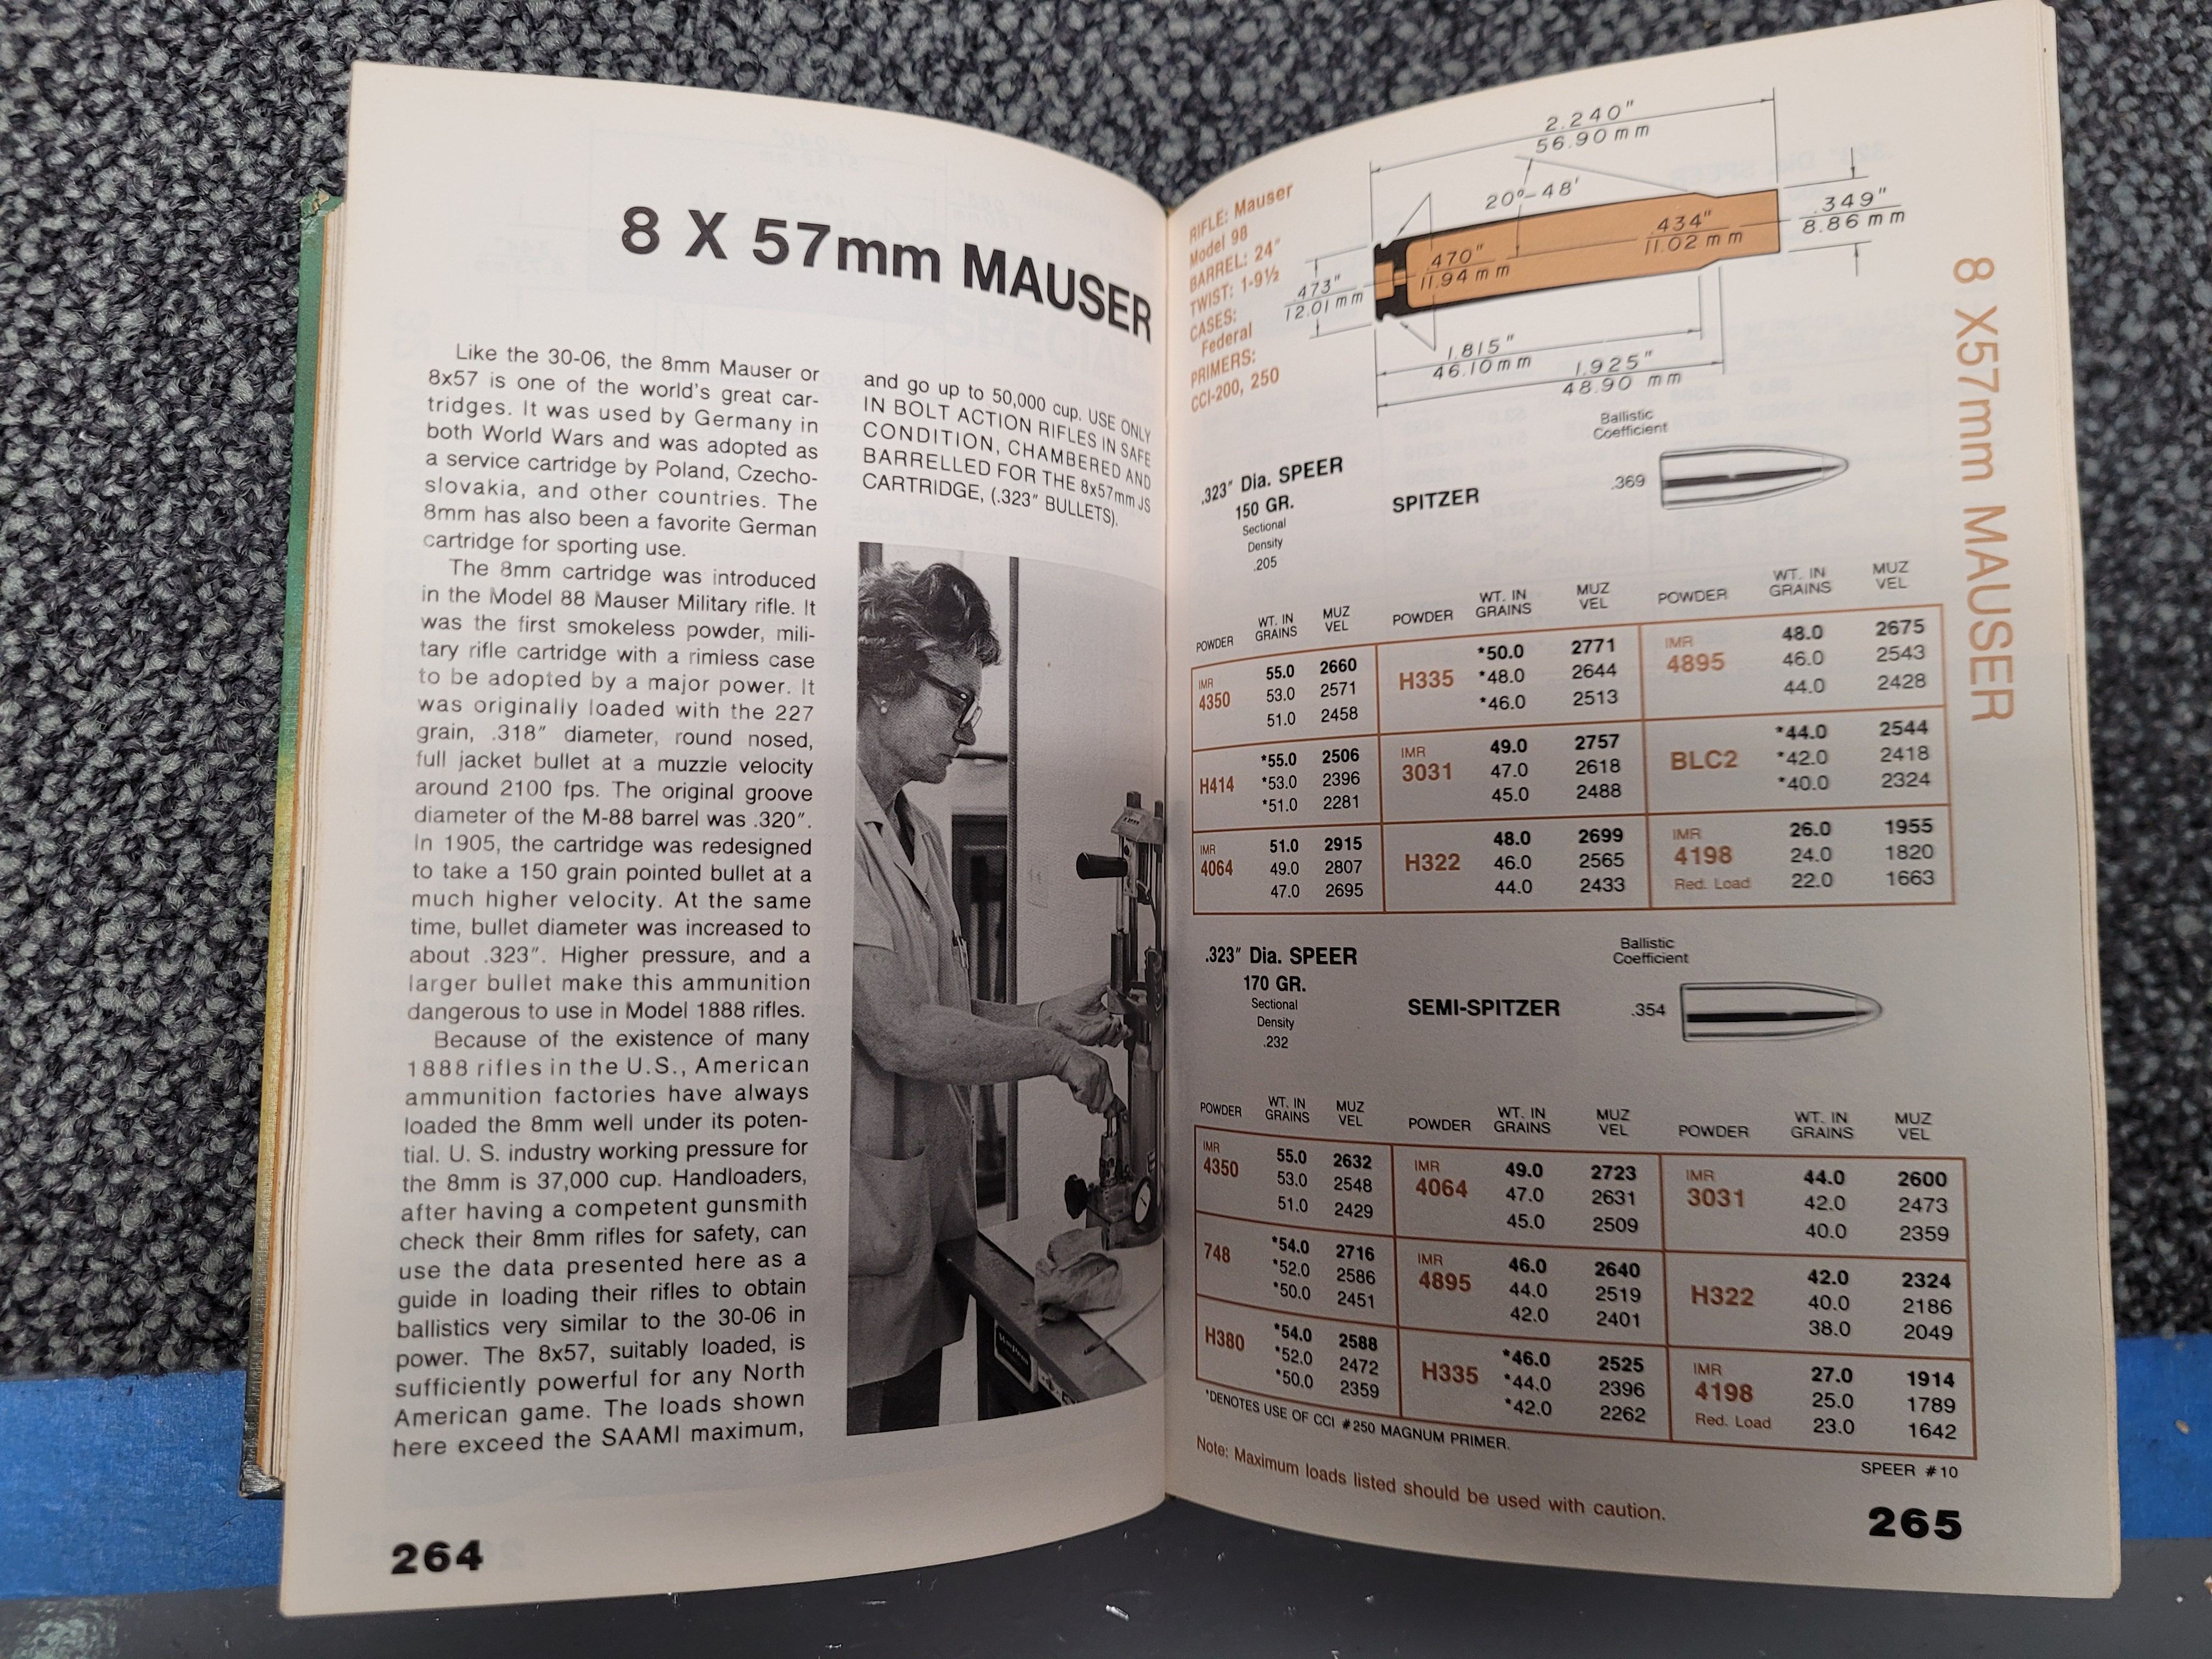 8 X 57mm MAUSER
Like the 30-06, the 8mm Mauser or
8x57 is one of the world's great car-
tridges. It was used by Germany in
both World Wars and was adopted as
a service cartridge by Poland, Czecho-
slovakia, and other countries. The
8mm has also been a favorite German
cartridge for sporting use.
The 8mm cartridge was introduced
in the Model 88 Mauser Military rifle. It
was the first smokeless powder, mili-
tary rifle cartridge with a rimless case
to be adopted by a major power. It
was originally loaded with the 227
grain, .318" diameter, round nosed,
full jacket bullet at a muzzle velocity
around 2100 fps. The original groove
diameter of the M-88 barrel was .320".
In 1905, the cartridge was redesigned
to take a 150 grain pointed bullet at a
much higher velocity. At the same
time, bullet diameter was increased to
about .323". Higher pressure, and a
larger bullet make this ammunition
dangerous to use in Model 1888 rifles.
Because of the existence of many
1888 rifles in the U.S., American
ammunition factories have always
loaded the 8mm well under its poten-
tial. U. S. industry working pressure for
the 8mm is 37,000 cup. Handloaders,
after having a competent gunsmith
check their 8mm rifles for safety, can
use the data presented here as a
guide in loading their rifles to obtain
ballistics very similar to the 30-06 in
power. The 8x57, suitably loaded, is
sufficiently powerful for any North
American game. The loads shown
here exceed the SAAMI maximum,
and go up to 50,000 cup. USE ONLY
IN BOLT ACTION RIFLES IN SAFE
CONDITION, CHAMBERED AND
BARRELLED FOR THE 8x57mm JS
CARTRIDGE, (.323" BULLETS).
264
RIFLE: Mauser
Model 98
BARREL: 24"
TWIST: 1-9½
CASES:
Federal
PRIMERS:
CCI-200, 250
2.240"
56.90 mm
20°-48'
.349"
8.86 mm
.434"
11.02 mm
.470"
11.94 mm
.473"
12.01 mm
1.815"
46.10 mm
1.925"
48.90 mm
8 X57mm MAUSER
.323" Dia. SPEER
150 GR.
Sectional
Density
.205
SPITZER
Ballistic
Coefficient
.369
POWDER WT. IN GRAINS MUZ VEL POWDER WT. IN GRAINS MUZ VEL POWDER WT. IN GRAINS MUZ VEL
IMR 4350 55.0 2660
53.0 2571
51.0 2458
H335 *50.0 2771
*48.0 2644
*46.0 2513
IMR 4895 48.0 2675
46.0 2543
44.0 2428
H414 *55.0 2506
*53.0 2396
*51.0 2281
IMR 3031 49.0 2757
47.0 2618
45.0 2488
BLC2 *44.0 2544
*42.0 2418
*40.0 2324
IMR 4064 51.0 2915
49.0 2807
47.0 2695
H322 48.0 2699
46.0 2565
44.0 2433
IMR 4198 Red. Load 26.0 1955
24.0 1820
22.0 1663
.323" Dia. SPEER
170 GR.
Sectional
Density
.232
SEMI-SPITZER
Ballistic
Coefficient
.354
POWDER WT. IN GRAINS MUZ VEL POWDER WT. IN GRAINS MUZ VEL POWDER WT. IN GRAINS MUZ VEL
IMR 4350 55.0 2632
53.0 2548
51.0 2429
IMR 4064 49.0 2723
47.0 2631
45.0 2509
IMR 3031 44.0 2600
42.0 2473
40.0 2359
748 *54.0 2716
*52.0 2586
*50.0 2451
IMR 4895 46.0 2640
44.0 2519
42.0 2401
H322 42.0 2324
40.0 2186
38.0 2049
H380 *54.0 2588
*52.0 2472
*50.0 2359
H335 *46.0 2525
*44.0 2396
*42.0 2262
IMR 4198 Red. Load 27.0 1914
25.0 1789
23.0 1642
*DENOTES USE OF CCI #250 MAGNUM PRIMER.
SPEER #10
Note: Maximum loads listed should be used with caution.
265